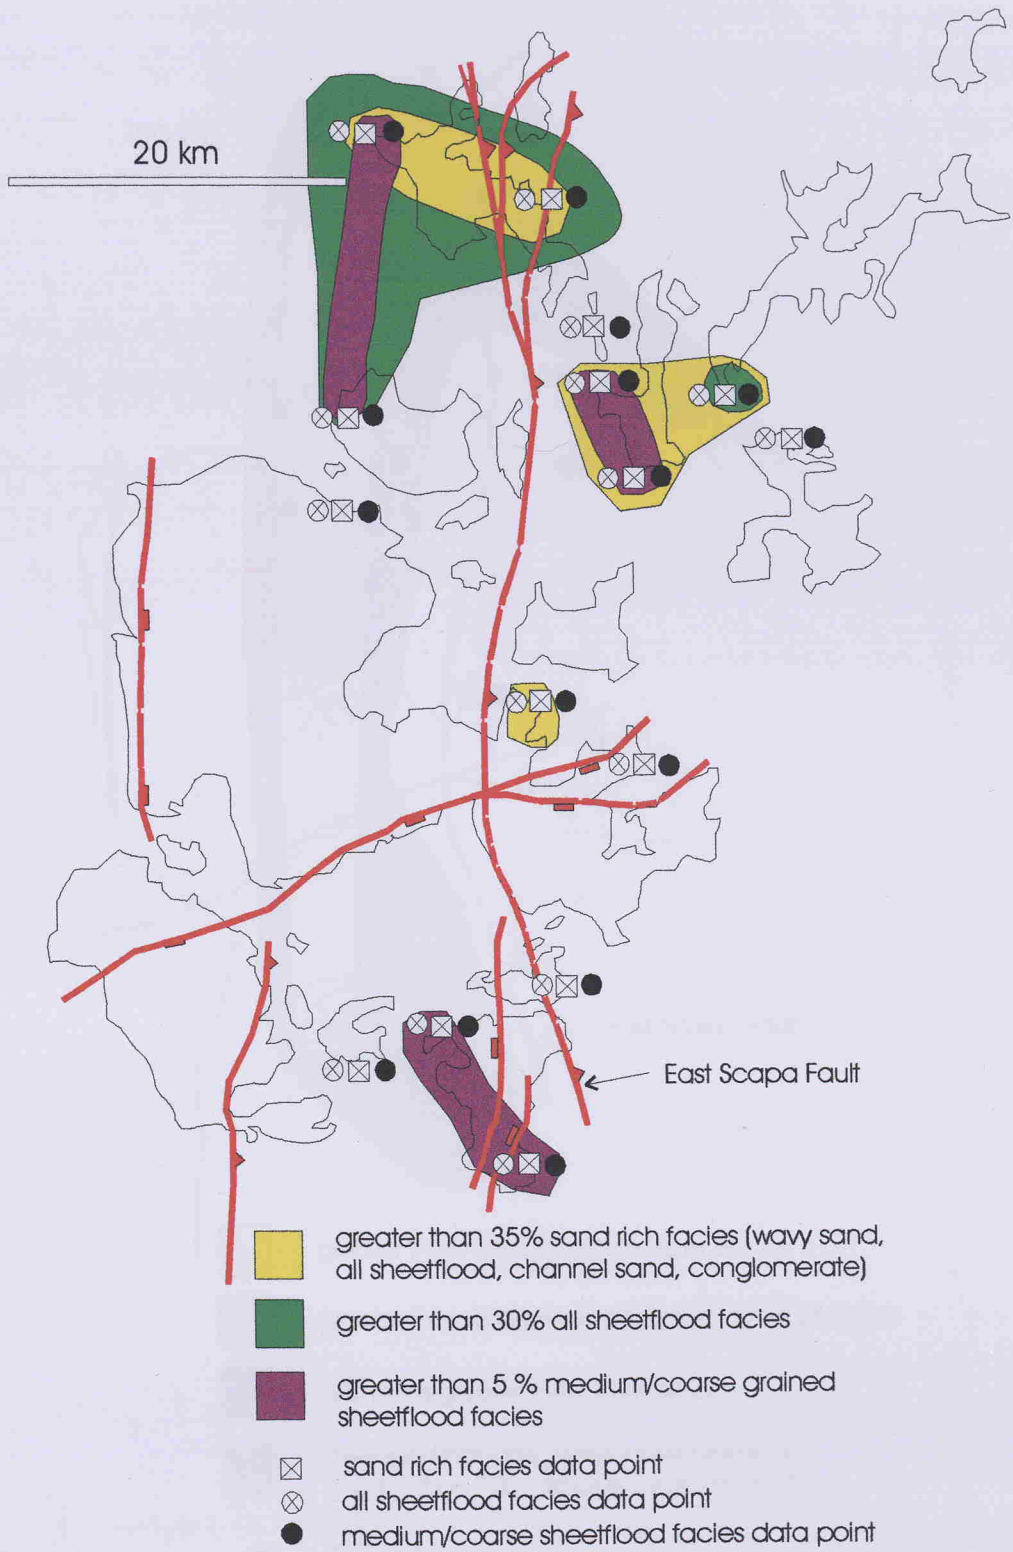 20 km
East Scapa Fault
greater than 35% sand rich facies (wavy sand,
all sheetflood, channel sand, conglomerate)
greater than 30% all sheetflood facies
greater than 5 % medium/coarse grained
sheetflood facies
sand rich facies data point
all sheetflood facies data point
medium/coarse sheetflood facies data point